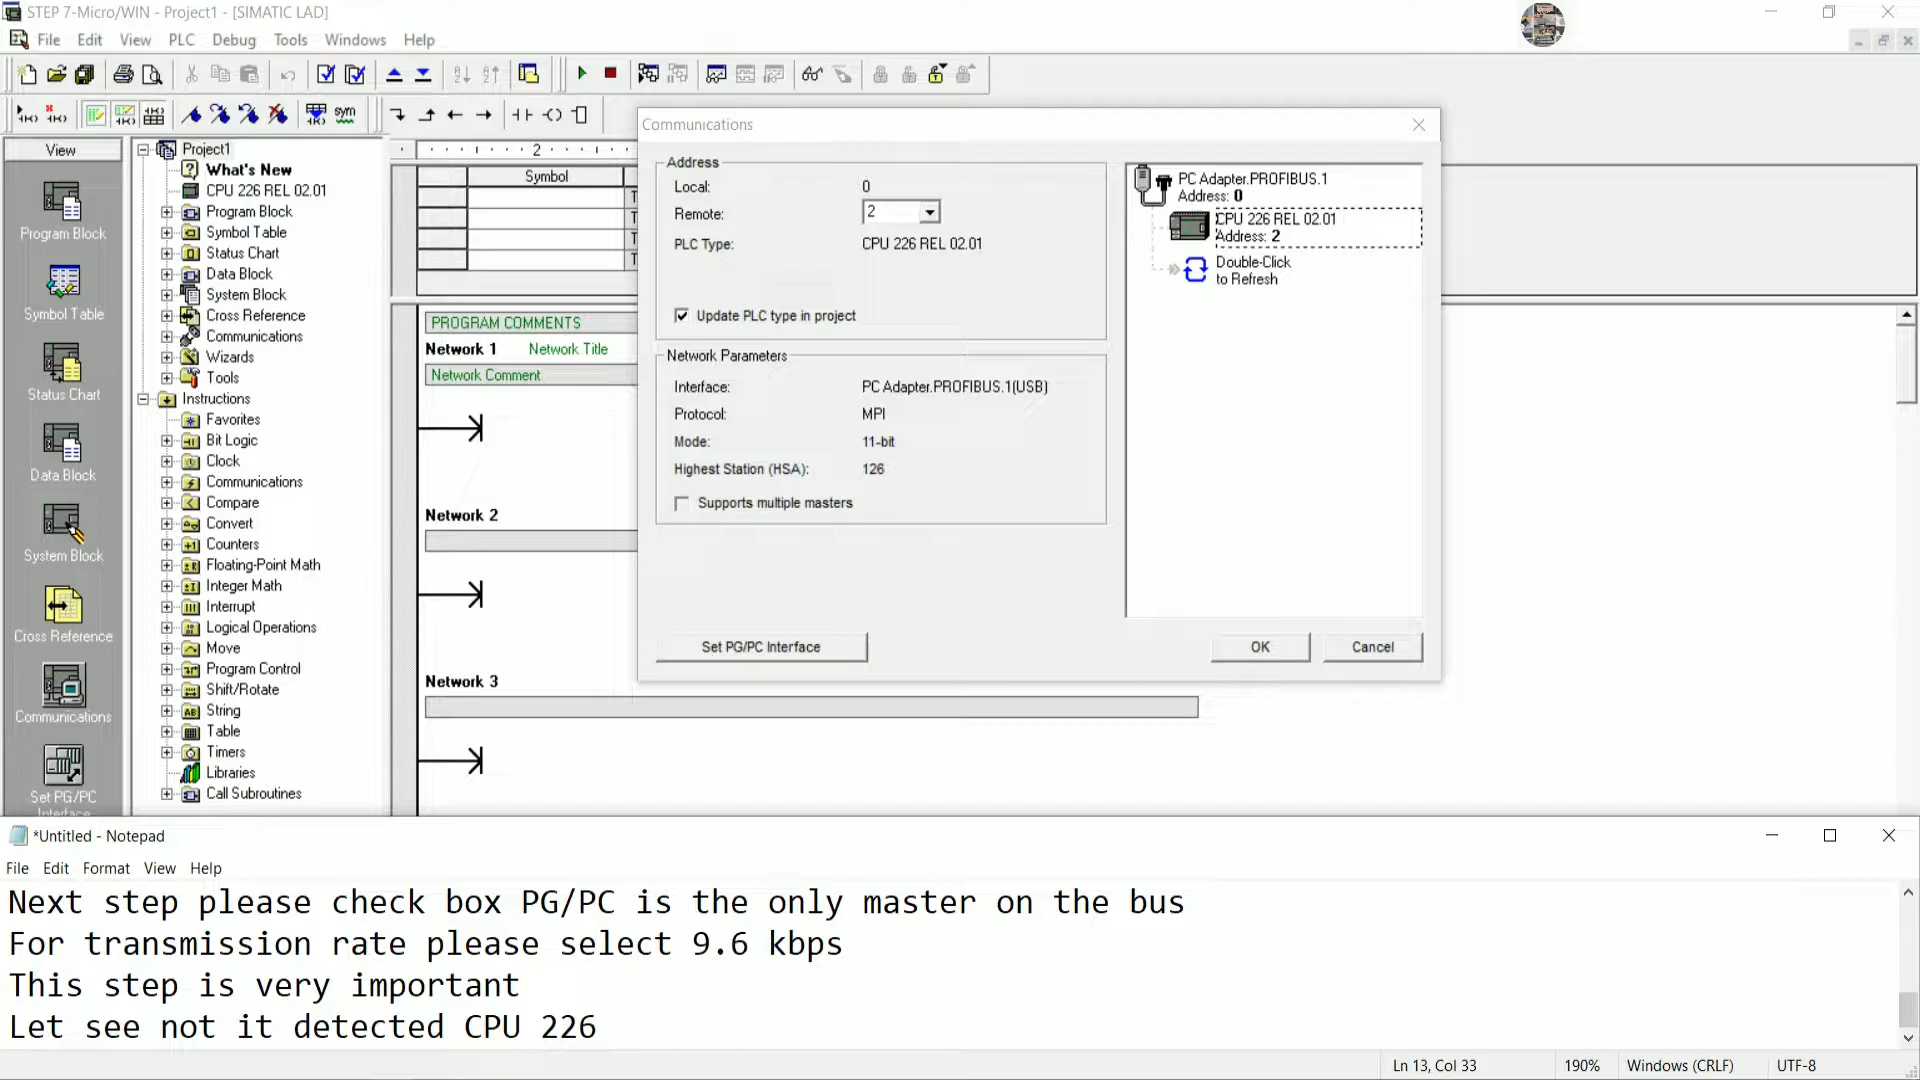 STEP 7-Micro/WIN - Project1 - [SIMATIC LAD]
File Edit View PLC Debug Tools Windows Help
sym
View
Program Block
Symbol Table
Status Chart
Data Block
System Block
Cross Reference
Communications
Set PG/PC
Interface
Project1
What's New
CPU 226 REL 02.01
Program Block
Symbol Table
Status Chart
Data Block
System Block
Cross Reference
Communications
Wizards
Tools
Instructions
Favorites
Bit Logic
Clock
Communications
Compare
Convert
Counters
Floating-Point Math
Integer Math
Interrupt
Logical Operations
Move
Program Control
Shift/Rotate
String
Table
Timers
Libraries
Call Subroutines
2
Symbol
PROGRAM COMMENTS
Network 1 Network Title
Network Comment
Network 2
Network 3
Communications
Address
Local: 0
Remote: 2
PLC Type: CPU 226 REL 02.01
Update PLC type in project
Network Parameters
Interface: PC Adapter.PROFIBUS.1(USB)
Protocol: MPI
Mode: 11-bit
Highest Station (HSA): 126
Supports multiple masters
Set PG/PC Interface
PC Adapter.PROFIBUS.1
Address: 0
CPU 226 REL 02.01
Address: 2
Double-Click
to Refresh
OK Cancel
*Untitled - Notepad
File Edit Format View Help
Next step please check box PG/PC is the only master on the bus
For transmission rate please select 9.6 kbps
This step is very important
Let see not it detected CPU 226
Ln 13, Col 33 190% Windows (CRLF) UTF-8